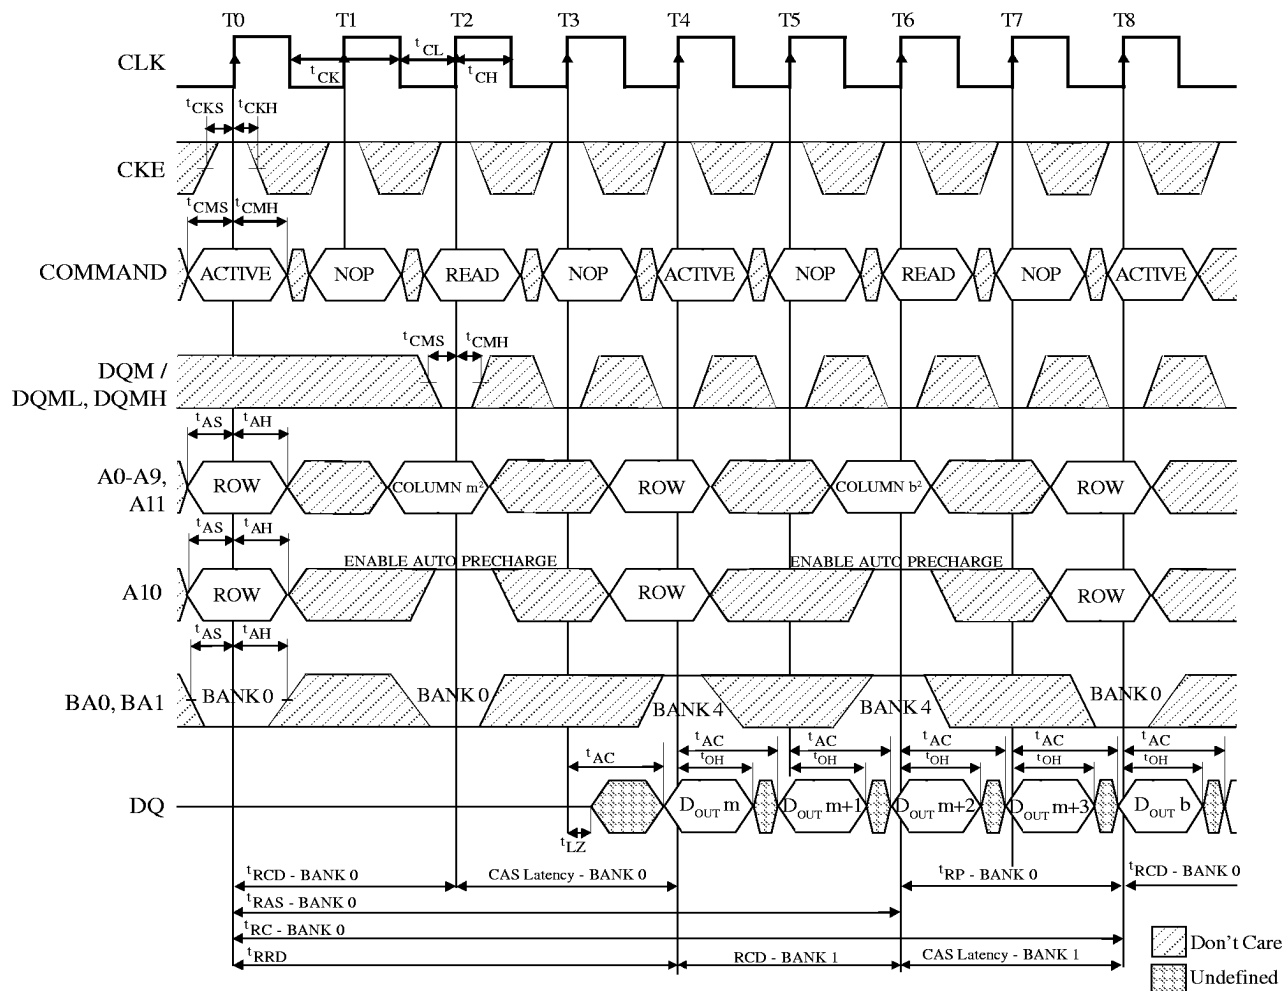 T0 T1 T2 T3 T4 T5 T6 T7 T8
CLK
tCK tCL tCH
tCKS tCKH
CKE
tCMS tCMH
COMMAND ACTIVE NOP READ NOP ACTIVE NOP READ NOP ACTIVE
tCMS tCMH
DQM /
DQML, DQMH
tAS tAH
A0-A9,
A11
ROW COLUMN m² ROW COLUMN b² ROW
tAS tAH
ENABLE AUTO PRECHARGE ENABLE AUTO PRECHARGE
A10 ROW ROW ROW
tAS tAH
BA0, BA1 BANK 0 BANK 0 BANK 4 BANK 4 BANK 0
tAC tAC tAC tAC tAC tAC
tOH tOH tOH tOH tOH
DQ DOUT m DOUT m+1 DOUT m+2 DOUT m+3 DOUT b
tLZ
tRCD - BANK 0 CAS Latency - BANK 0 tRP - BANK 0 tRCD - BANK 0
tRAS - BANK 0
tRC - BANK 0
tRRD RCD - BANK 1 CAS Latency - BANK 1
Don't Care
Undefined